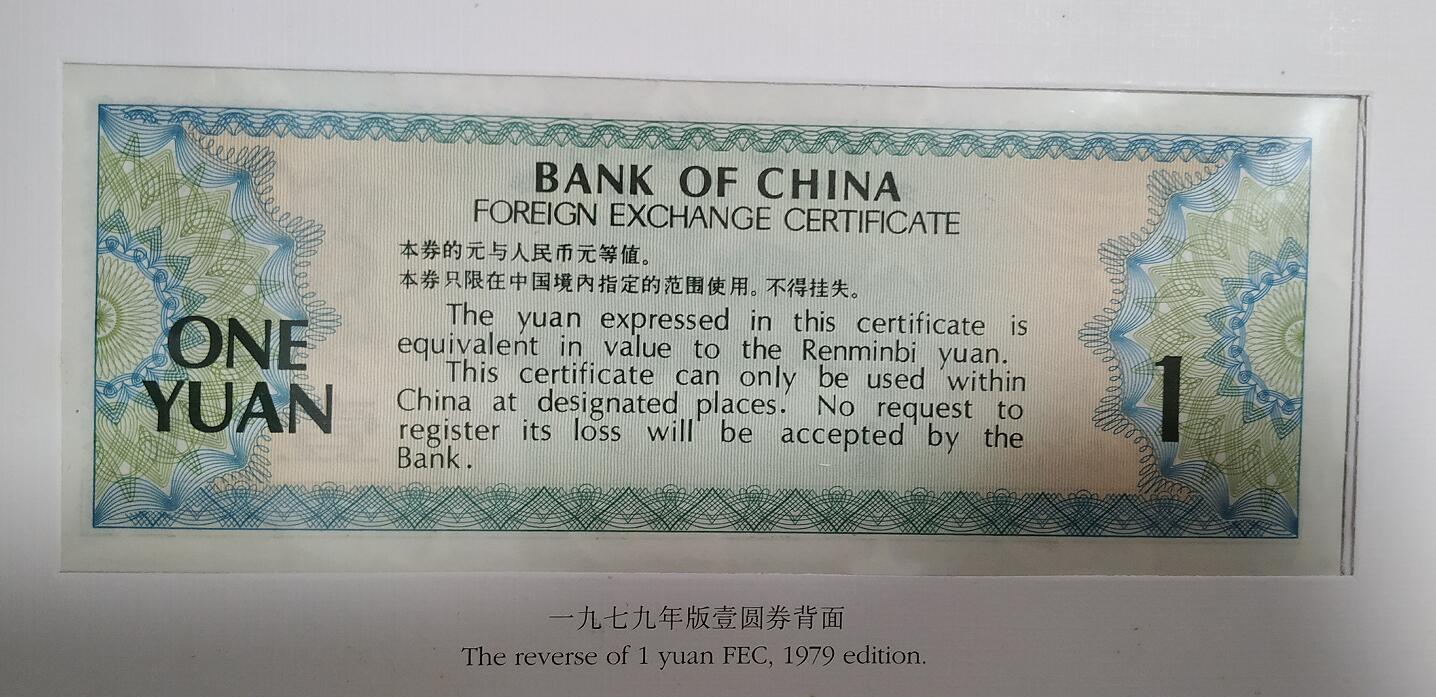 BANK OF CHINA
FOREIGN EXCHANGE CERTIFICATE
本券的元与人民币元等值。
本券只限在中国境内指定的范围使用。不得挂失。
The yuan expressed in this certificate is
equivalent in value to the Renminbi yuan.
This certificate can only be used within
China at designated places. No request to
register its loss will be accepted by the
Bank.
ONE
YUAN
1
一九七九年版壹圆券背面
The reverse of 1 yuan FEC, 1979 edition.